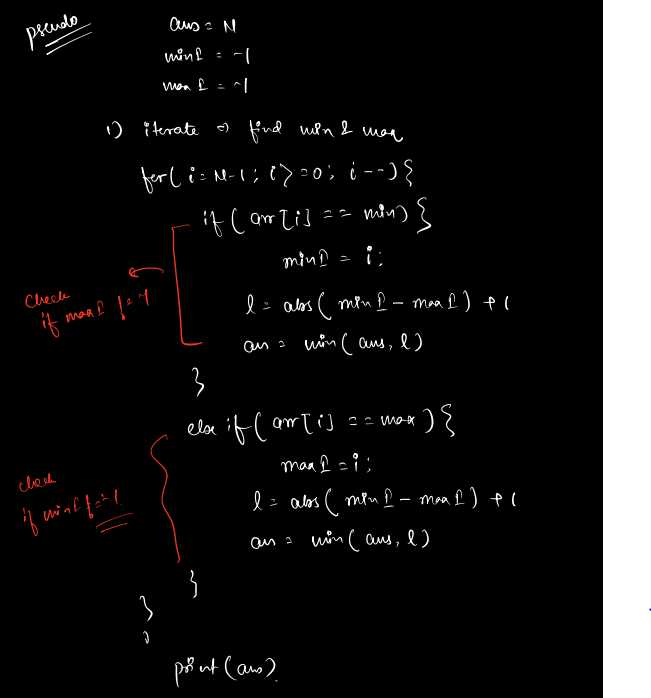 pseudo
ans = N
minI = -1
maxI = -1
1) iterate → find min & max
for( i = N-1; i>=0; i--){
if( arr[i] == min){
minI = i;
check
if maxI != -1
l = abs( minI - maxI) + 1
an = min( ans, l)
}
else if( arr[i] == max){
maxI = i;
check
if minI != -1
l = abs( minI - maxI) + 1
an = min( ans, l)
}
}
print(ans)